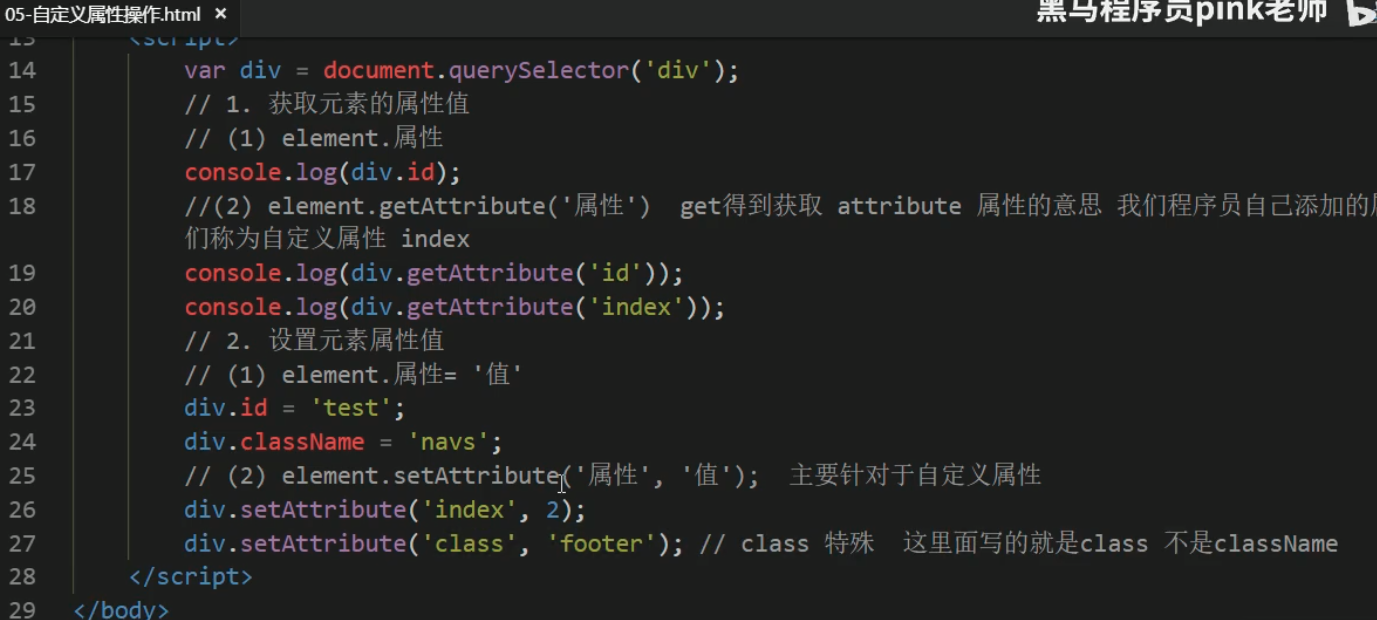 05-自定义属性操作.html ×
黑马程序员pink老师
13 <script>
14 var div = document.querySelector('div');
15 // 1. 获取元素的属性值
16 // (1) element.属性
17 console.log(div.id);
18 //(2) element.getAttribute('属性') get得到获取 attribute 属性的意思 我们程序员自己添加的
们称为自定义属性 index
19 console.log(div.getAttribute('id'));
20 console.log(div.getAttribute('index'));
21 // 2. 设置元素属性值
22 // (1) element.属性= '值'
23 div.id = 'test';
24 div.className = 'navs';
25 // (2) element.setAttribute('属性', '值'); 主要针对于自定义属性
26 div.setAttribute('index', 2);
27 div.setAttribute('class', 'footer'); // class 特殊 这里面写的就是class 不是className
28 </script>
29 </body>